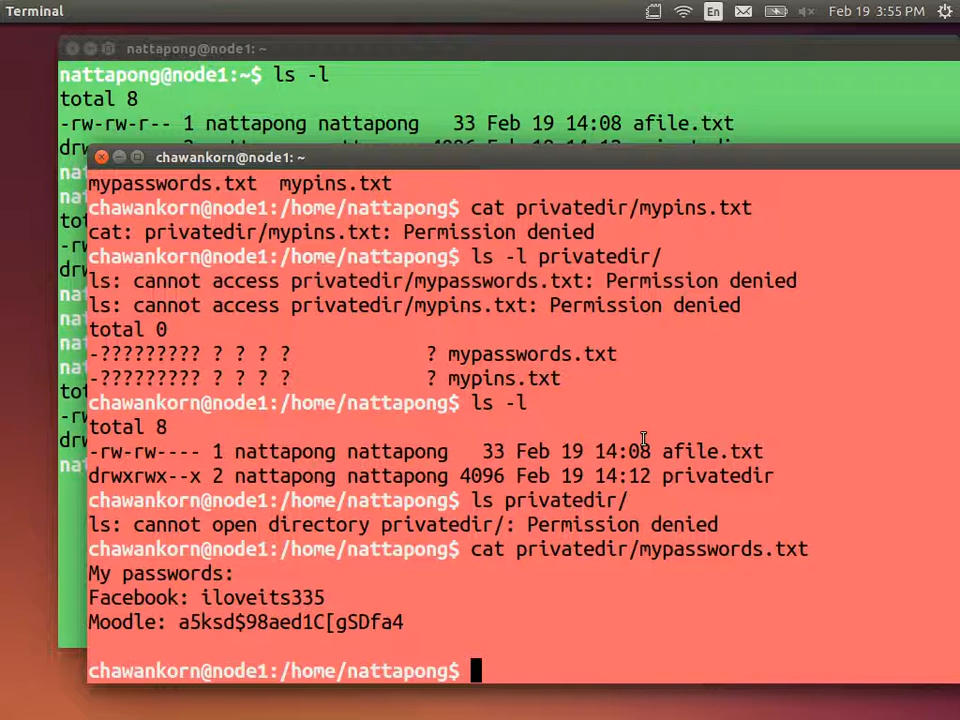 Terminal
En
Feb 19 3:55 PM
nattapong@node1: ~
nattapong@node1:~$ ls -l
total 8
-rw-rw-r-- 1 nattapong nattapong   33 Feb 19 14:08 afile.txt
chawankorn@node1: ~
mypasswords.txt  mypins.txt
chawankorn@node1:/home/nattapong$ cat privatedir/mypins.txt
cat: privatedir/mypins.txt: Permission denied
chawankorn@node1:/home/nattapong$ ls -l privatedir/
ls: cannot access privatedir/mypasswords.txt: Permission denied
ls: cannot access privatedir/mypins.txt: Permission denied
total 0
-????????? ? ? ? ?            ? mypasswords.txt
-????????? ? ? ? ?            ? mypins.txt
chawankorn@node1:/home/nattapong$ ls -l
total 8
-rw-rw---- 1 nattapong nattapong   33 Feb 19 14:08 afile.txt
drwxrwx--x 2 nattapong nattapong 4096 Feb 19 14:12 privatedir
chawankorn@node1:/home/nattapong$ ls privatedir/
ls: cannot open directory privatedir/: Permission denied
chawankorn@node1:/home/nattapong$ cat privatedir/mypasswords.txt
My passwords:
Facebook: iloveits335
Moodle: a5ksd$98aed1C[gSDfa4
chawankorn@node1:/home/nattapong$